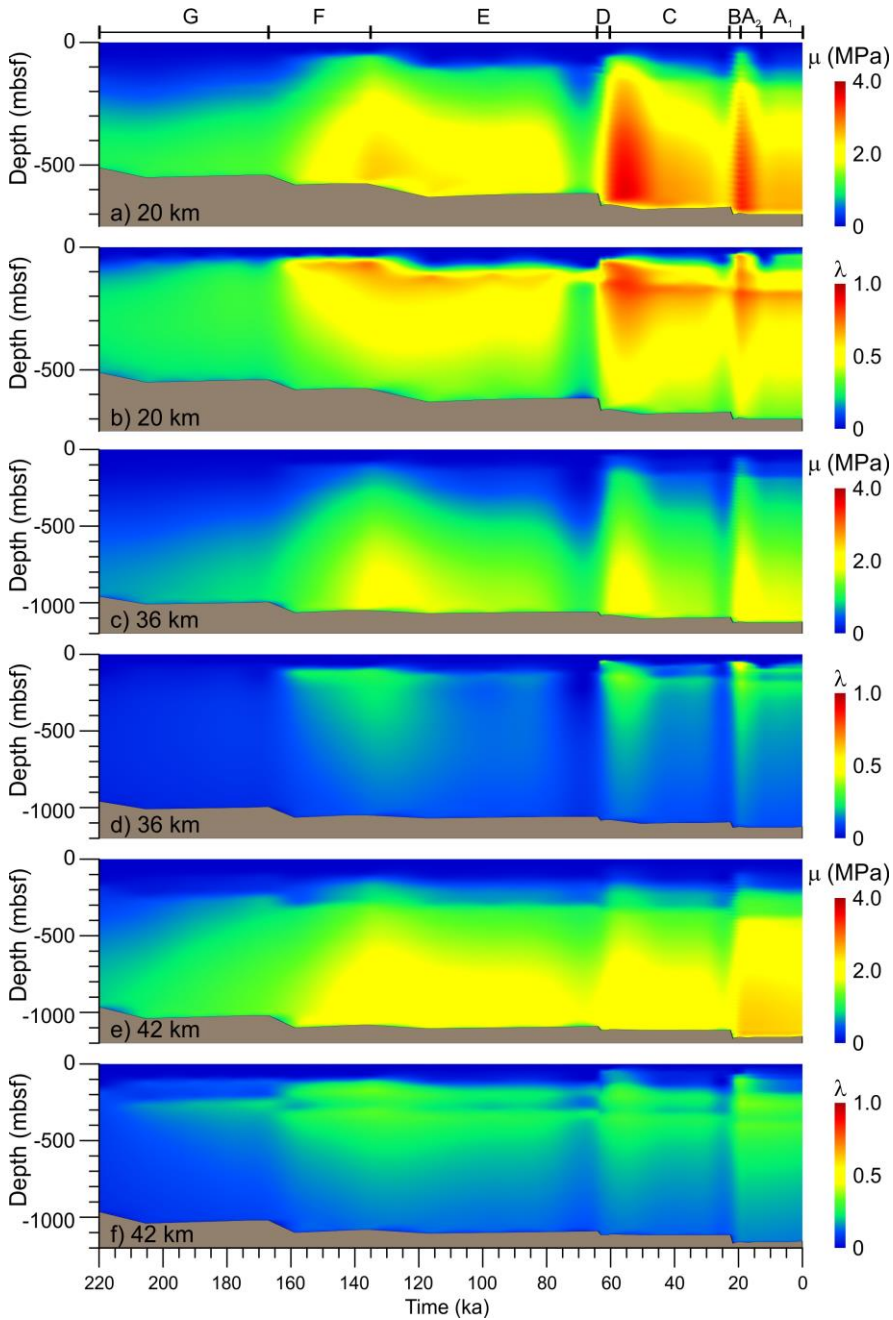 G F E D C B A₂ A₁
0 μ (MPa)
4.0
Depth (mbsf)
2.0
-500
a) 20 km
0
0 λ
1.0
Depth (mbsf)
0.5
-500
b) 20 km
0
0 μ (MPa)
4.0
Depth (mbsf)
-500
2.0
-1000
c) 36 km
0
0 λ
1.0
Depth (mbsf)
-500
0.5
-1000
d) 36 km
0
0 μ (MPa)
4.0
Depth (mbsf)
-500
2.0
-1000
e) 42 km
0
0 λ
1.0
Depth (mbsf)
-500
0.5
-1000
f) 42 km
0
220 200 180 160 140 120 100 80 60 40 20 0
Time (ka)